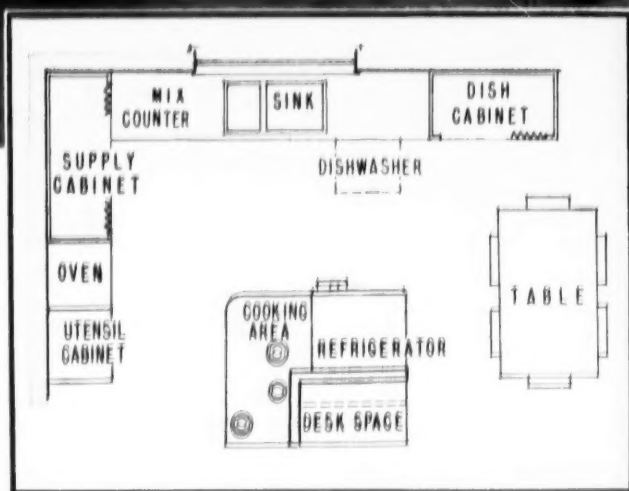 MIX
COUNTER
SINK
DISH
CABINET
SUPPLY
CABINET
DISHWASHER
OVEN
UTENSIL
CABINET
COOKING
AREA
REFRIGERATOR
DESK SPACE
TABLE